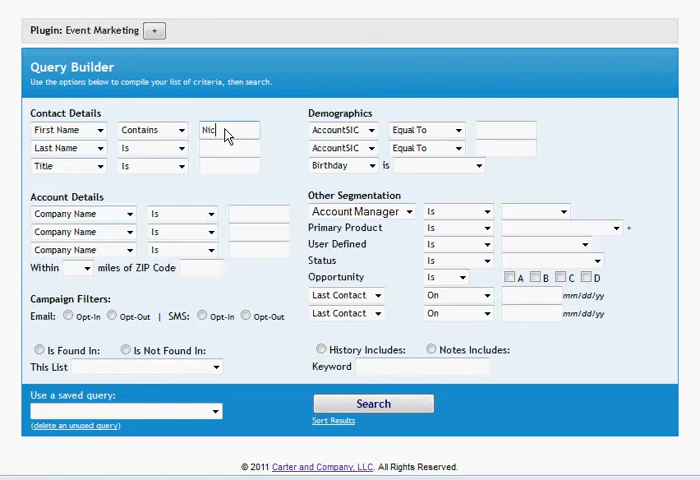 Plugin: Event Marketing +
Query Builder
Use the options below to compile your list of criteria, then search.
Contact Details
First Name Contains Nic
Last Name Is
Title Is
Demographics
AccountSIC Equal To
AccountSIC Equal To
Birthday is
Account Details
Company Name Is
Company Name Is
Company Name Is
Within miles of ZIP Code
Other Segmentation
Account Manager Is
Primary Product Is +
User Defined Is
Status Is
Opportunity Is A B C D
Last Contact On mm/dd/yy
Last Contact On mm/dd/yy
Campaign Filters:
Email: Opt-In Opt-Out | SMS: Opt-In Opt-Out
Is Found In: Is Not Found In:
This List
History Includes: Notes Includes:
Keyword
Use a saved query:
(delete an unused query)
Search
Sort Results
© 2011 Carter and Company, LLC. All Rights Reserved.